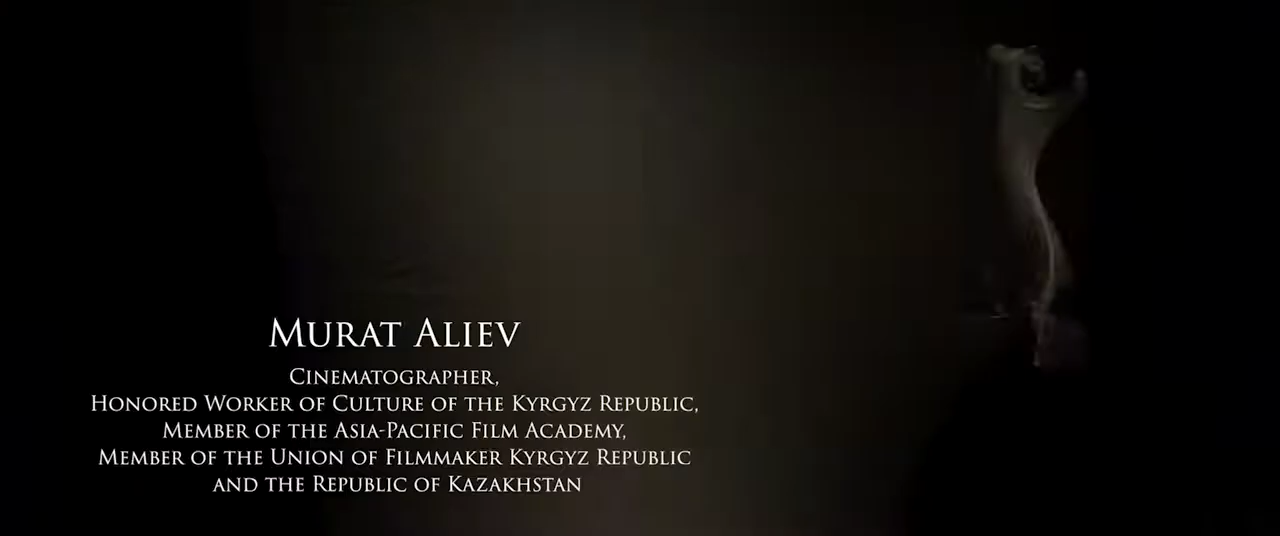 Murat Aliev
Cinematographer,
Honored Worker of Culture of the Kyrgyz Republic,
Member of the Asia-Pacific Film Academy,
Member of the Union of Filmmaker Kyrgyz Republic
and the Republic of Kazakhstan